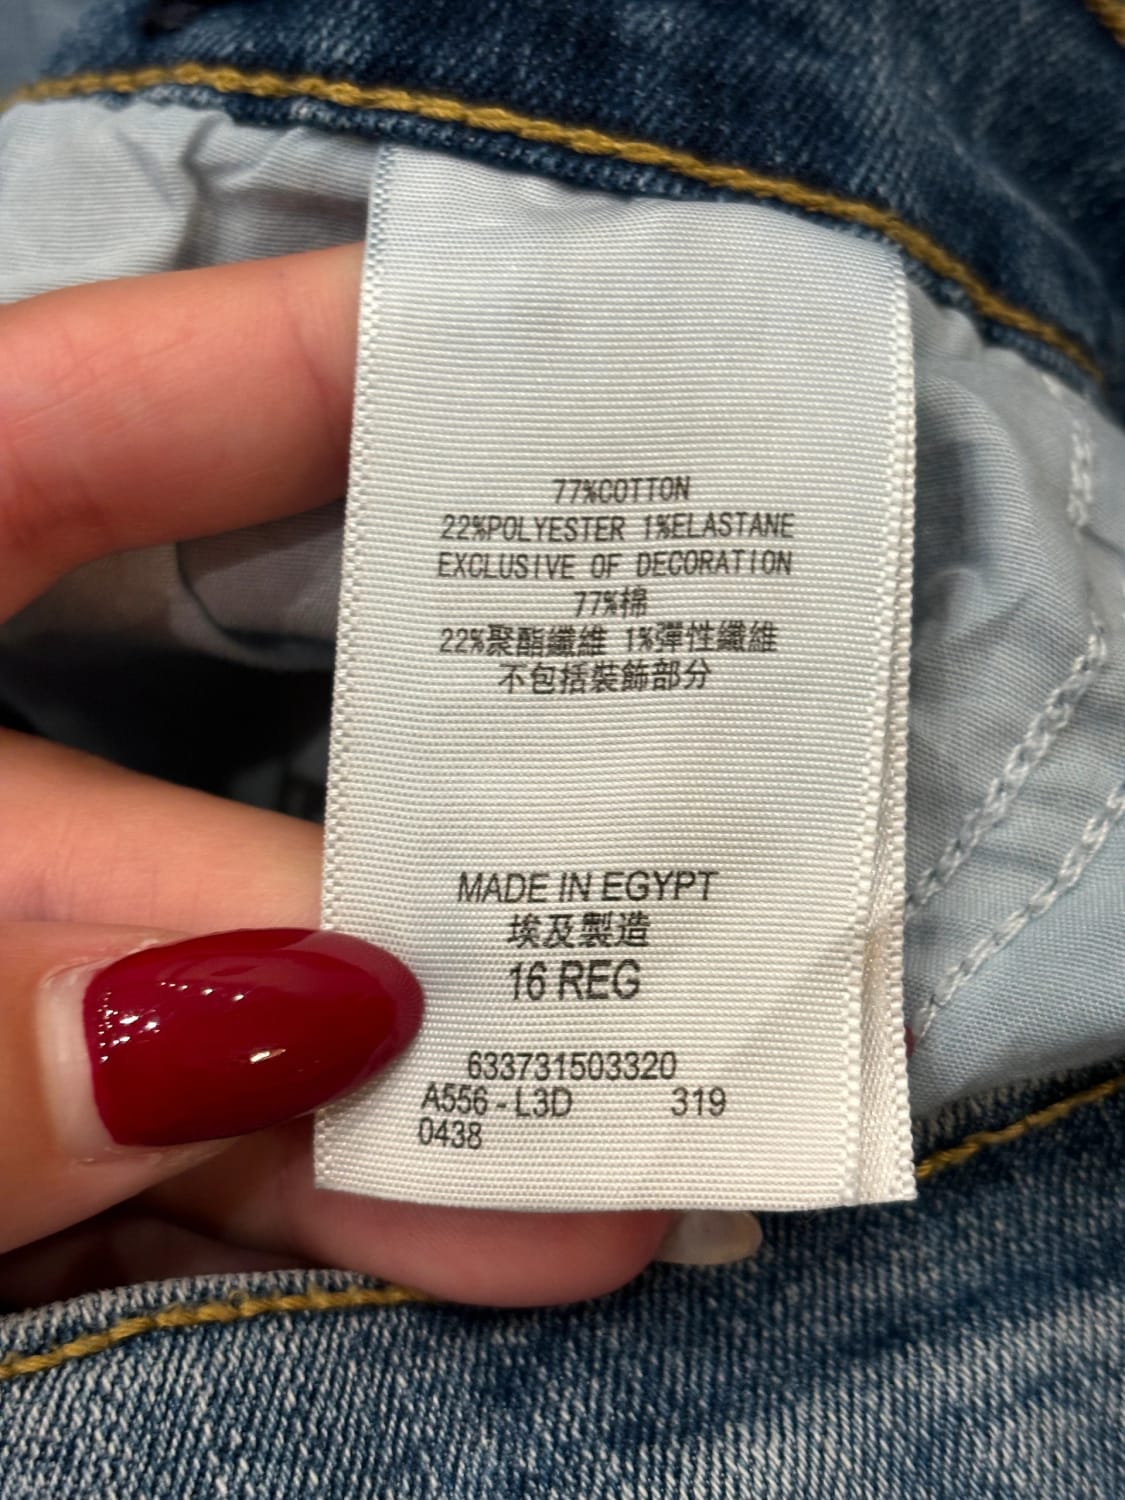 77%COTTON
22%POLYESTER 1%ELASTANE
EXCLUSIVE OF DECORATION
77%棉
22%聚酯纖維 1%彈性纖維
不包括裝飾部分
MADE IN EGYPT
埃及製造
16 REG
633731503320
A556-L3D 319
0438